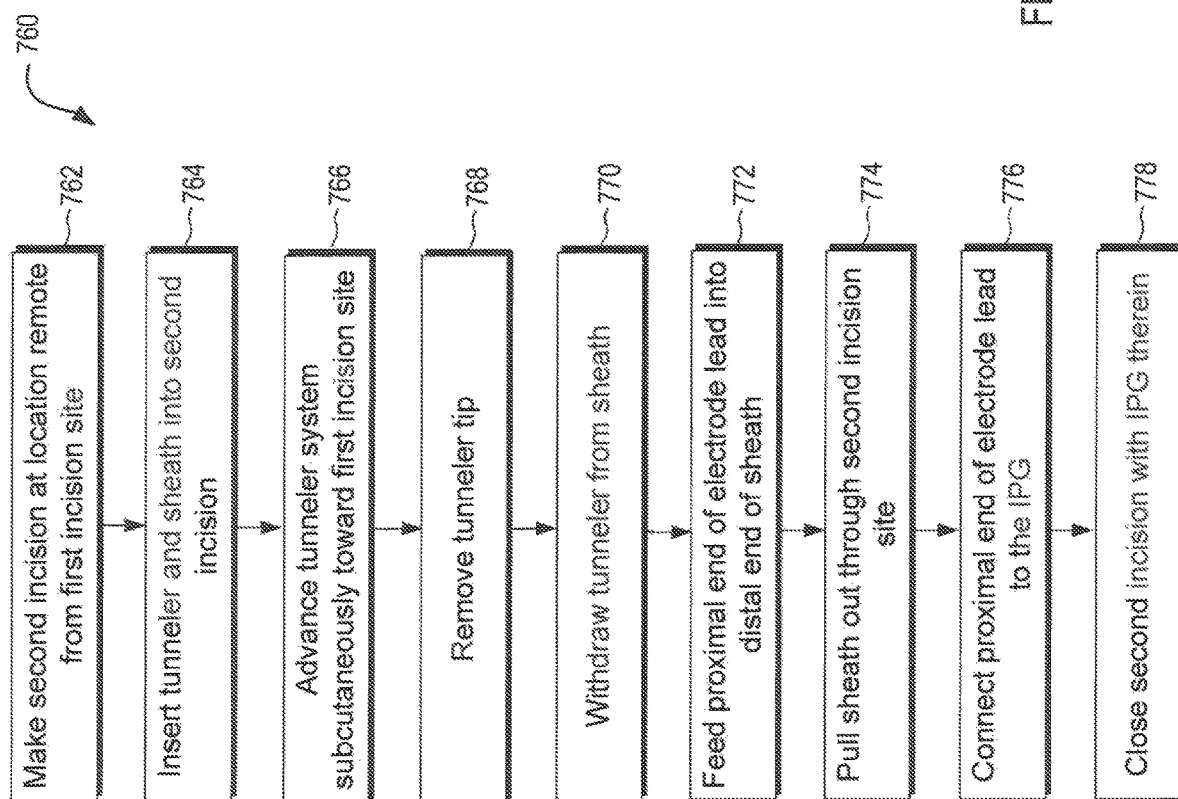 760
Make second incision at location remote
from first incision site
762
Insert tunneler and sheath into second
incision
764
Advance tunneler system
subcutaneously toward first incision site
766
Remove tunneler tip
768
Withdraw tunneler from sheath
770
Feed proximal end of electrode lead into
distal end of sheath
772
Pull sheath out through second incision
site
774
Connect proximal end of electrode lead
to the IPG
776
Close second incision with IPG therein
778